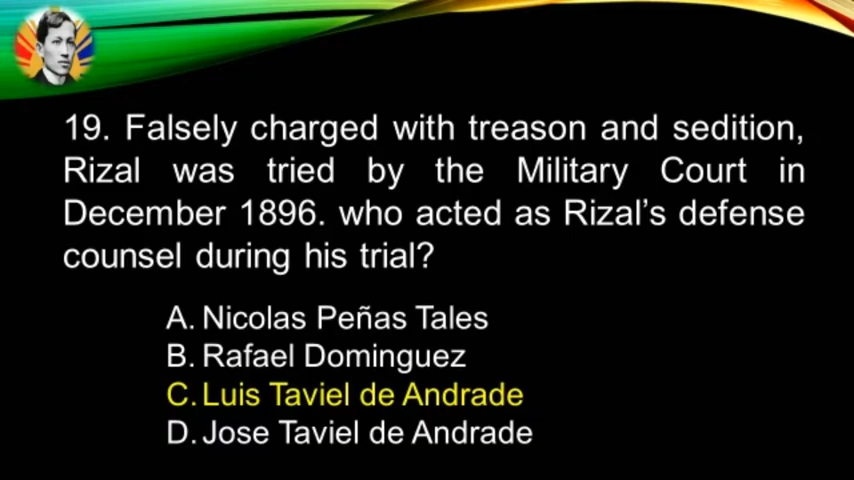 19. Falsely charged with treason and sedition,
Rizal was tried by the Military Court in
December 1896. who acted as Rizal’s defense
counsel during his trial?
A. Nicolas Peñas Tales
B. Rafael Dominguez
C. Luis Taviel de Andrade
D. Jose Taviel de Andrade